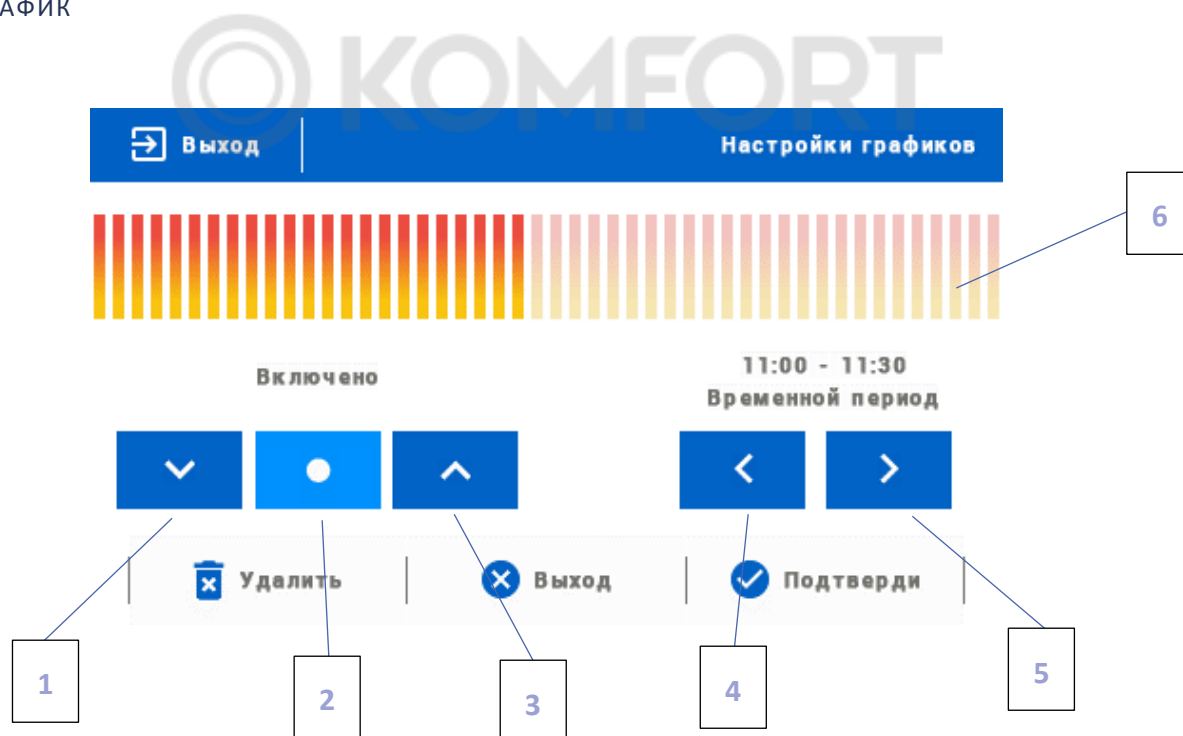 АФИК
KOMFORT
Выход
Настройки графиков
6
Включено
11:00 - 11:30
Временной период
Удалить
Выход
Подтверди
1
2
3
4
5